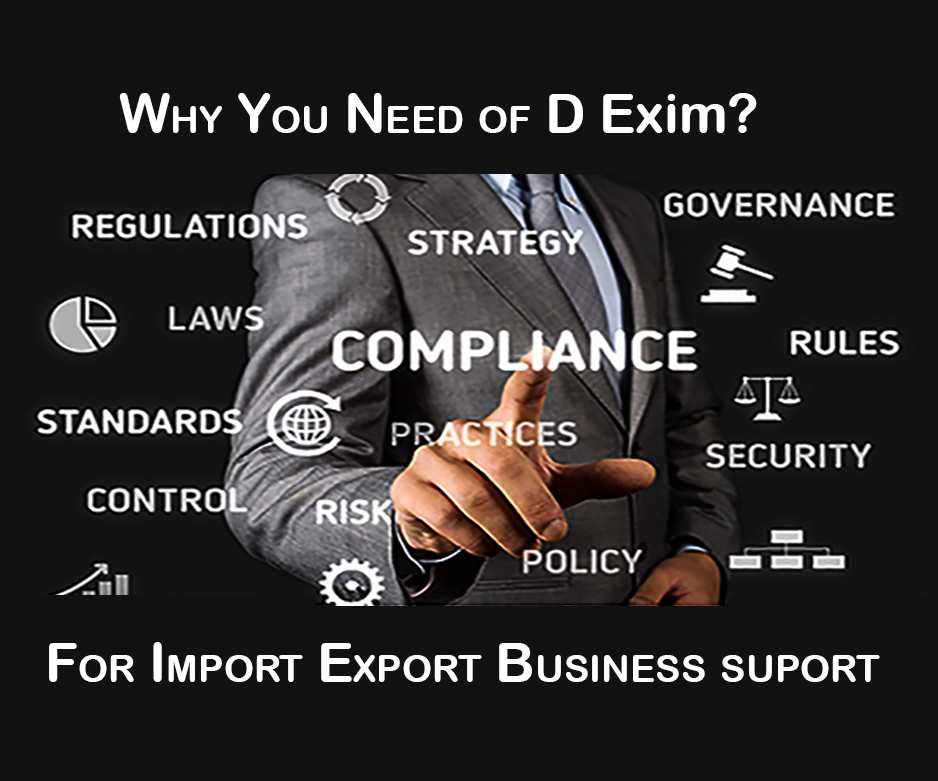 Why You Need of D Exim?
GOVERNANCE
REGULATIONS
STRATEGY
LAWS
COMPLIANCE
RULES
STANDARDS
PRACTICES
SECURITY
CONTROL
RISK
POLICY
For Import Export Business suport